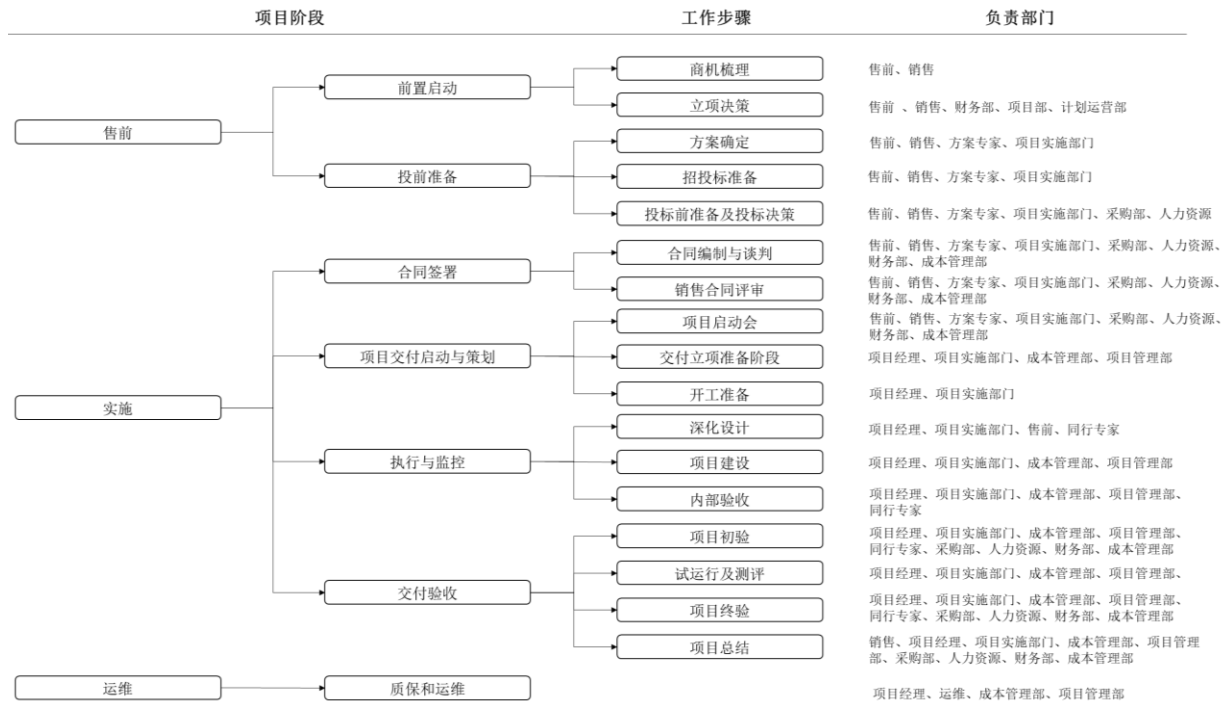 项目阶段 工作步骤 负责部门
商机梳理 售前、销售
前置启动
立项决策 售前 、销售、财务部、项目部、计划运营部
售前
方案确定 售前、销售、方案专家、项目实施部门
投前准备 招投标准备 售前、销售、方案专家、项目实施部门
投标前准备及投标决策 售前、销售、方案专家、项目实施部门、采购部、人力资源
合同编制与谈判 售前、销售、方案专家、项目实施部门、采购部、人力资源、
财务部、成本管理部
合同签署
销售合同评审 售前、销售、方案专家、项目实施部门、采购部、人力资源、
财务部、成本管理部
项目启动会 售前、销售、方案专家、项目实施部门、采购部、人力资源、
财务部、成本管理部
项目交付启动与策划 交付立项准备阶段 项目经理、项目实施部门、成本管理部、项目管理部
开工准备 项目经理、项目实施部门
实施
深化设计 项目经理、项目实施部门、售前、同行专家
执行与监控 项目建设 项目经理、项目实施部门、成本管理部、项目管理部
内部验收 项目经理、项目实施部门、成本管理部、项目管理部、
同行专家
项目初验 项目经理、项目实施部门、成本管理部、项目管理部、
同行专家、采购部、人力资源、财务部、成本管理部
试运行及测评 项目经理、项目实施部门、成本管理部、项目管理部、
交付验收
项目终验 项目经理、项目实施部门、成本管理部、项目管理部、
同行专家、采购部、人力资源、财务部、成本管理部
项目总结 销售、项目经理、项目实施部门、成本管理部、项目管理
部、采购部、人力资源、财务部、成本管理部
运维 质保和运维 项目经理、运维、成本管理部、项目管理部